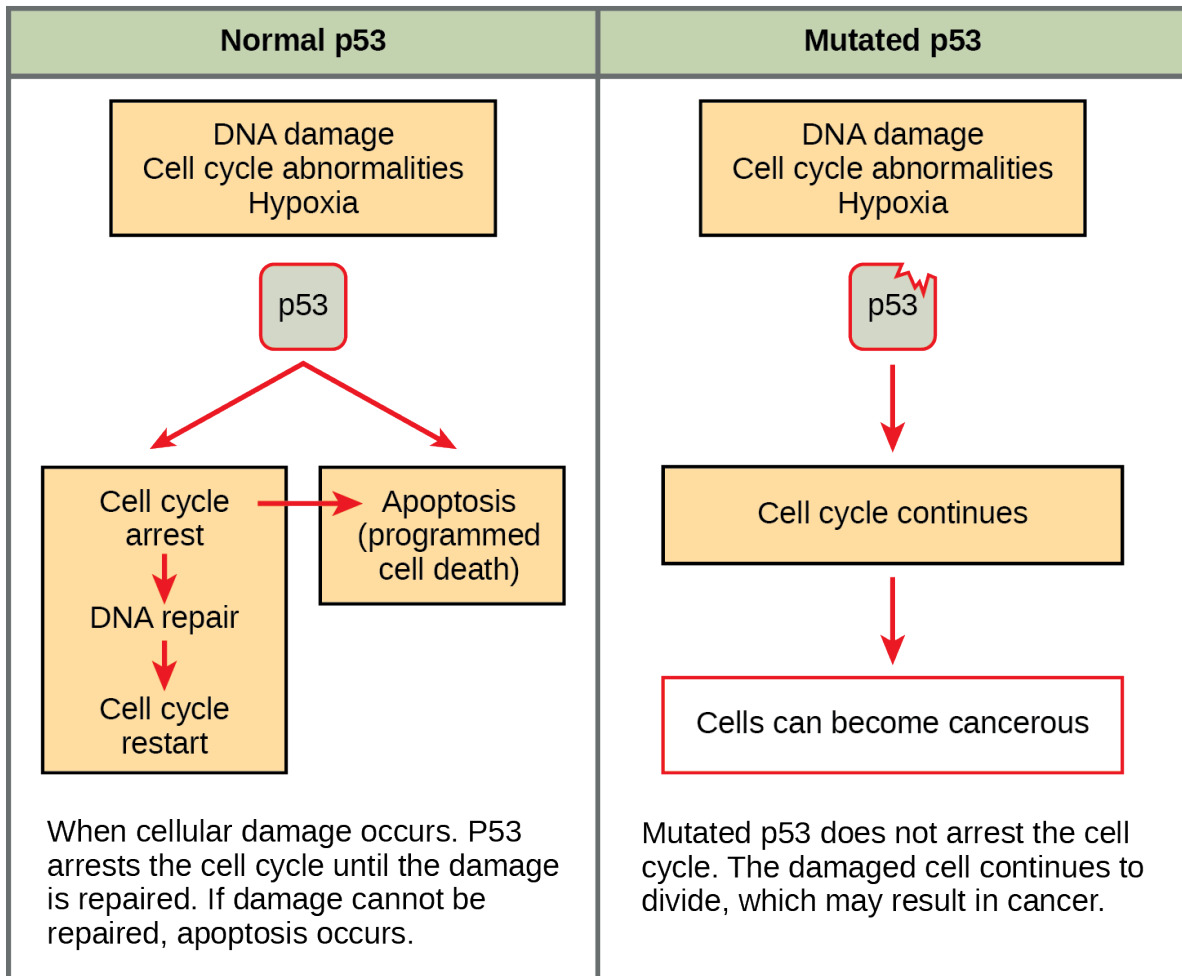 Normal p53
DNA damage
Cell cycle abnormalities
Hypoxia
p53
Cell cycle
arrest
DNA repair
Cell cycle
restart
Apoptosis
(programmed
cell death)
When cellular damage occurs. P53
arrests the cell cycle until the damage
is repaired. If damage cannot be
repaired, apoptosis occurs.
Mutated p53
DNA damage
Cell cycle abnormalities
Hypoxia
p53
Cell cycle continues
Cells can become cancerous
Mutated p53 does not arrest the cell
cycle. The damaged cell continues to
divide, which may result in cancer.